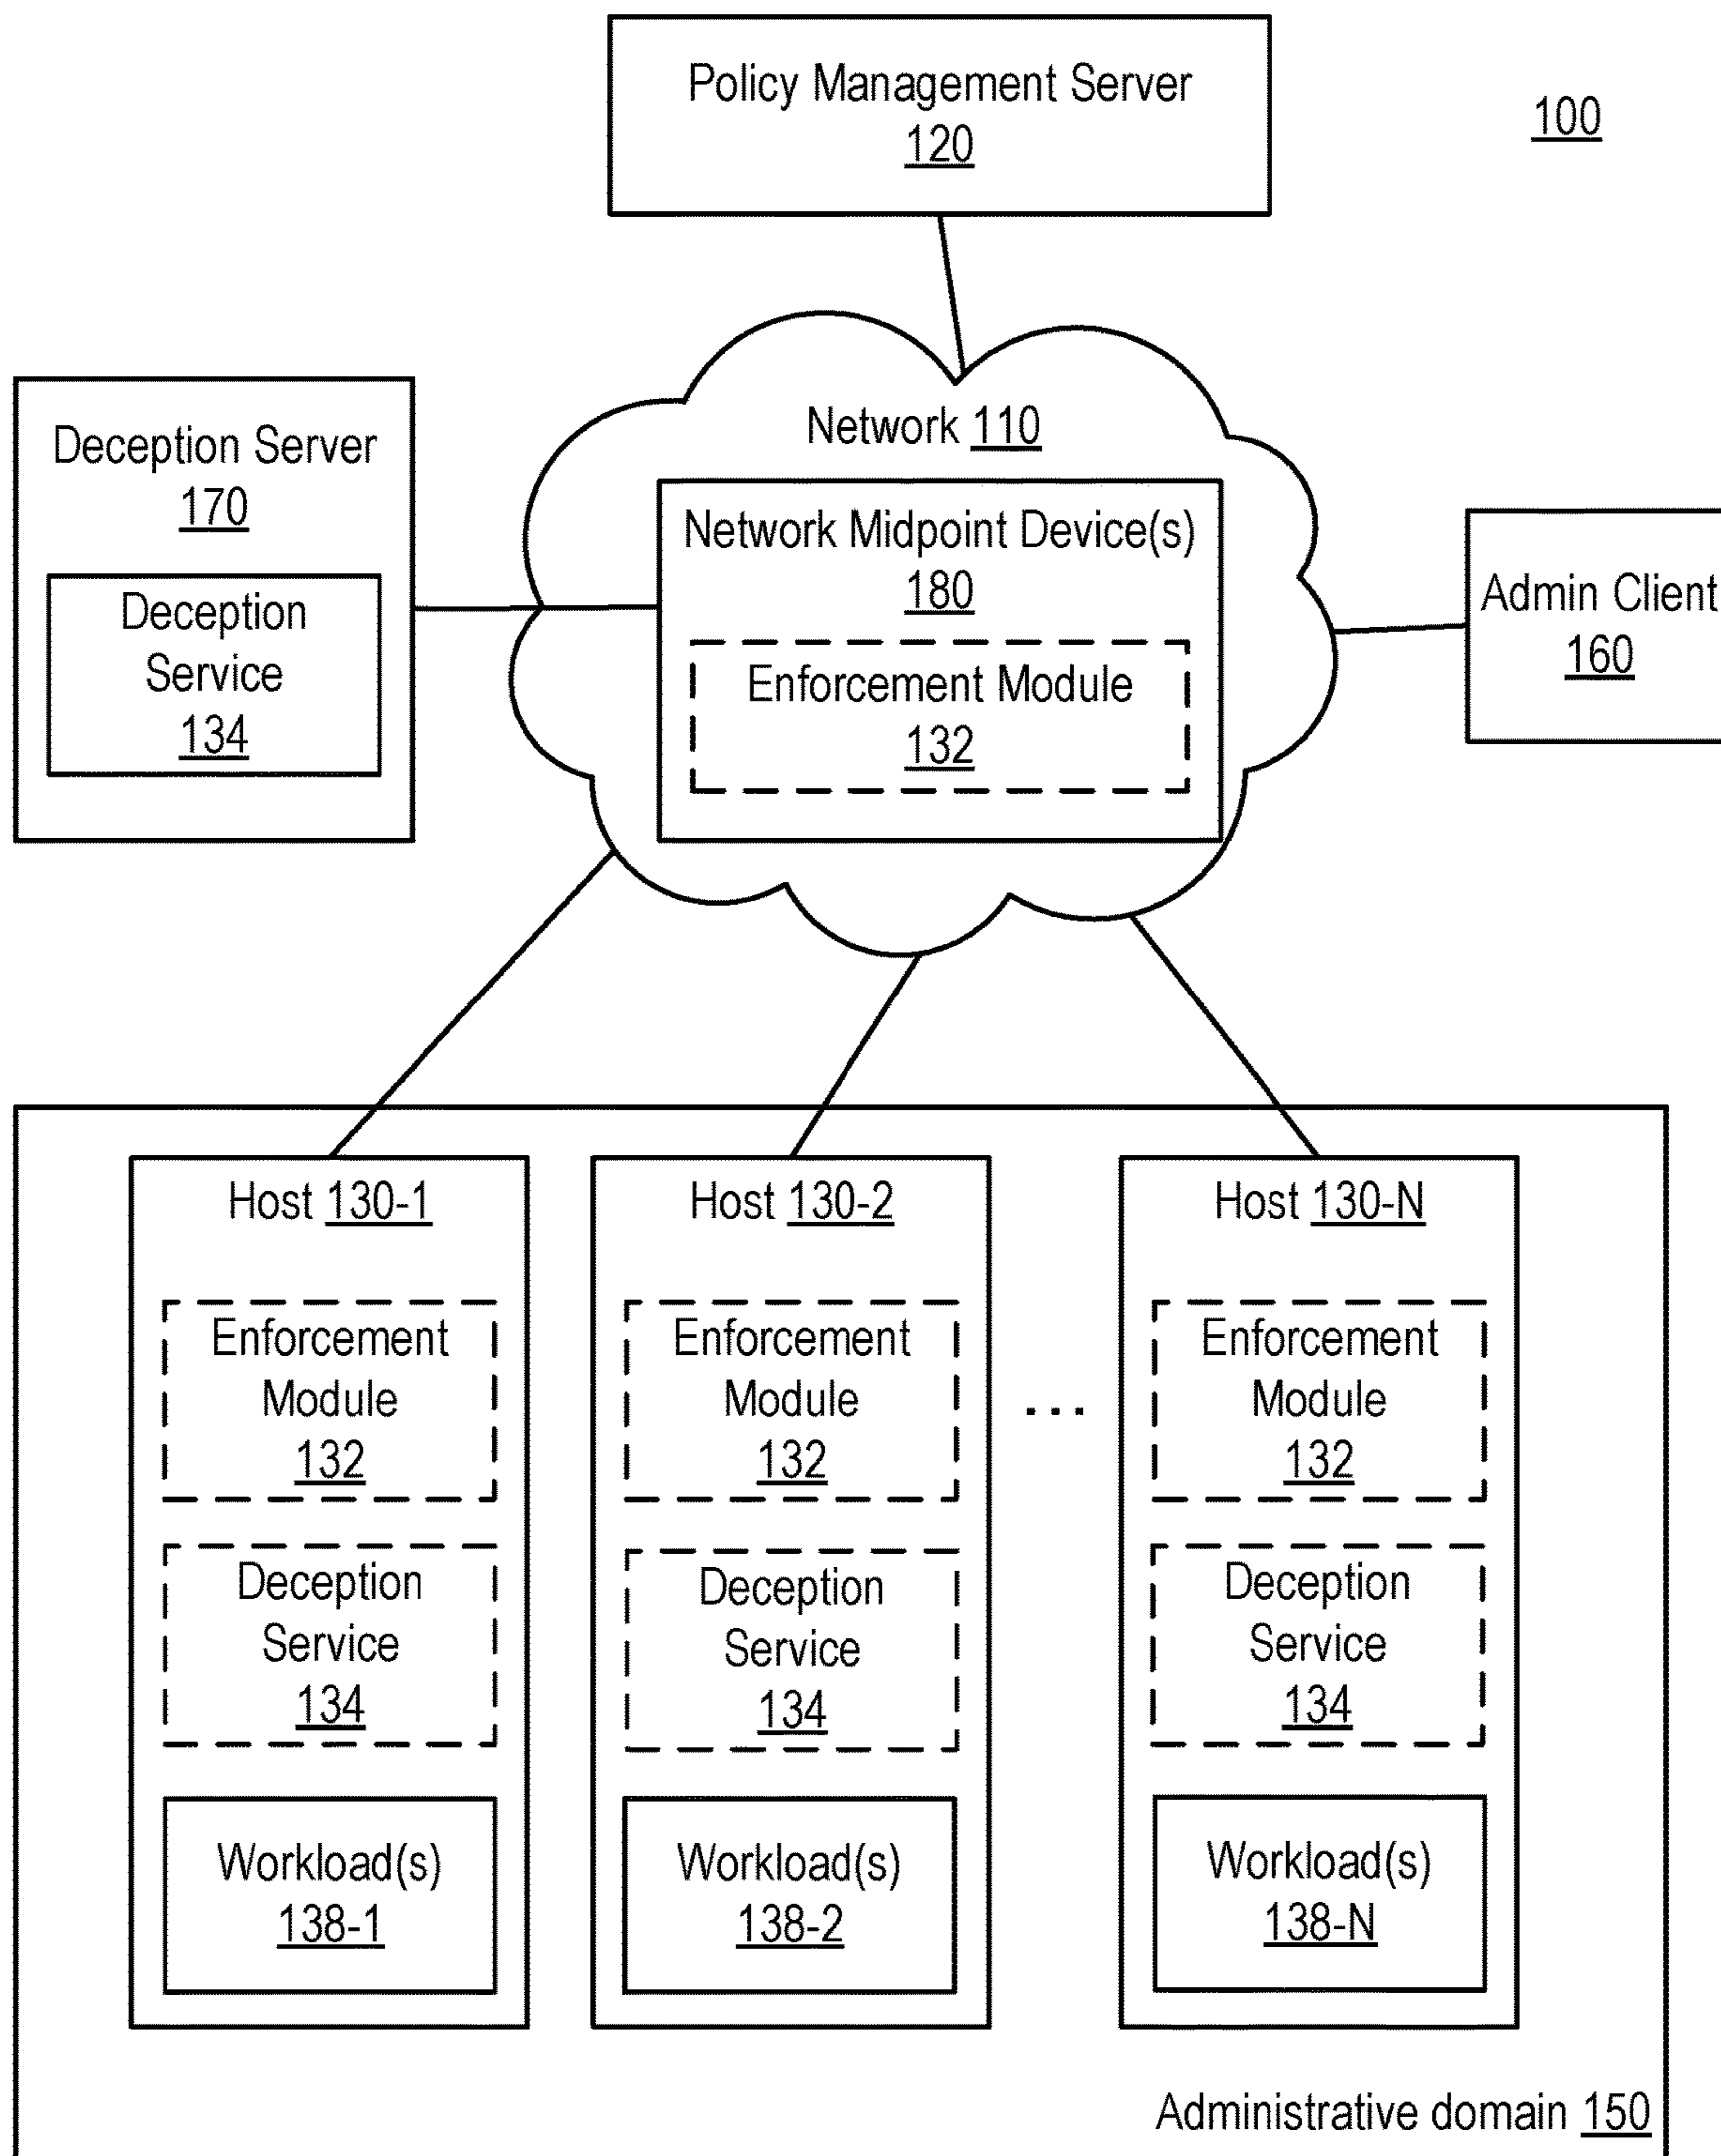 Policy Management Server
120
100
Network 110
Deception Server
170
Deception
Service
134
Network Midpoint Device(s)
180
Enforcement Module
132
Admin Client
160
Host 130-1
Enforcement
Module
132
Deception
Service
134
Workload(s)
138-1
Host 130-2
Enforcement
Module
132
Deception
Service
134
Workload(s)
138-2
...
Host 130-N
Enforcement
Module
132
Deception
Service
134
Workload(s)
138-N
Administrative domain 150